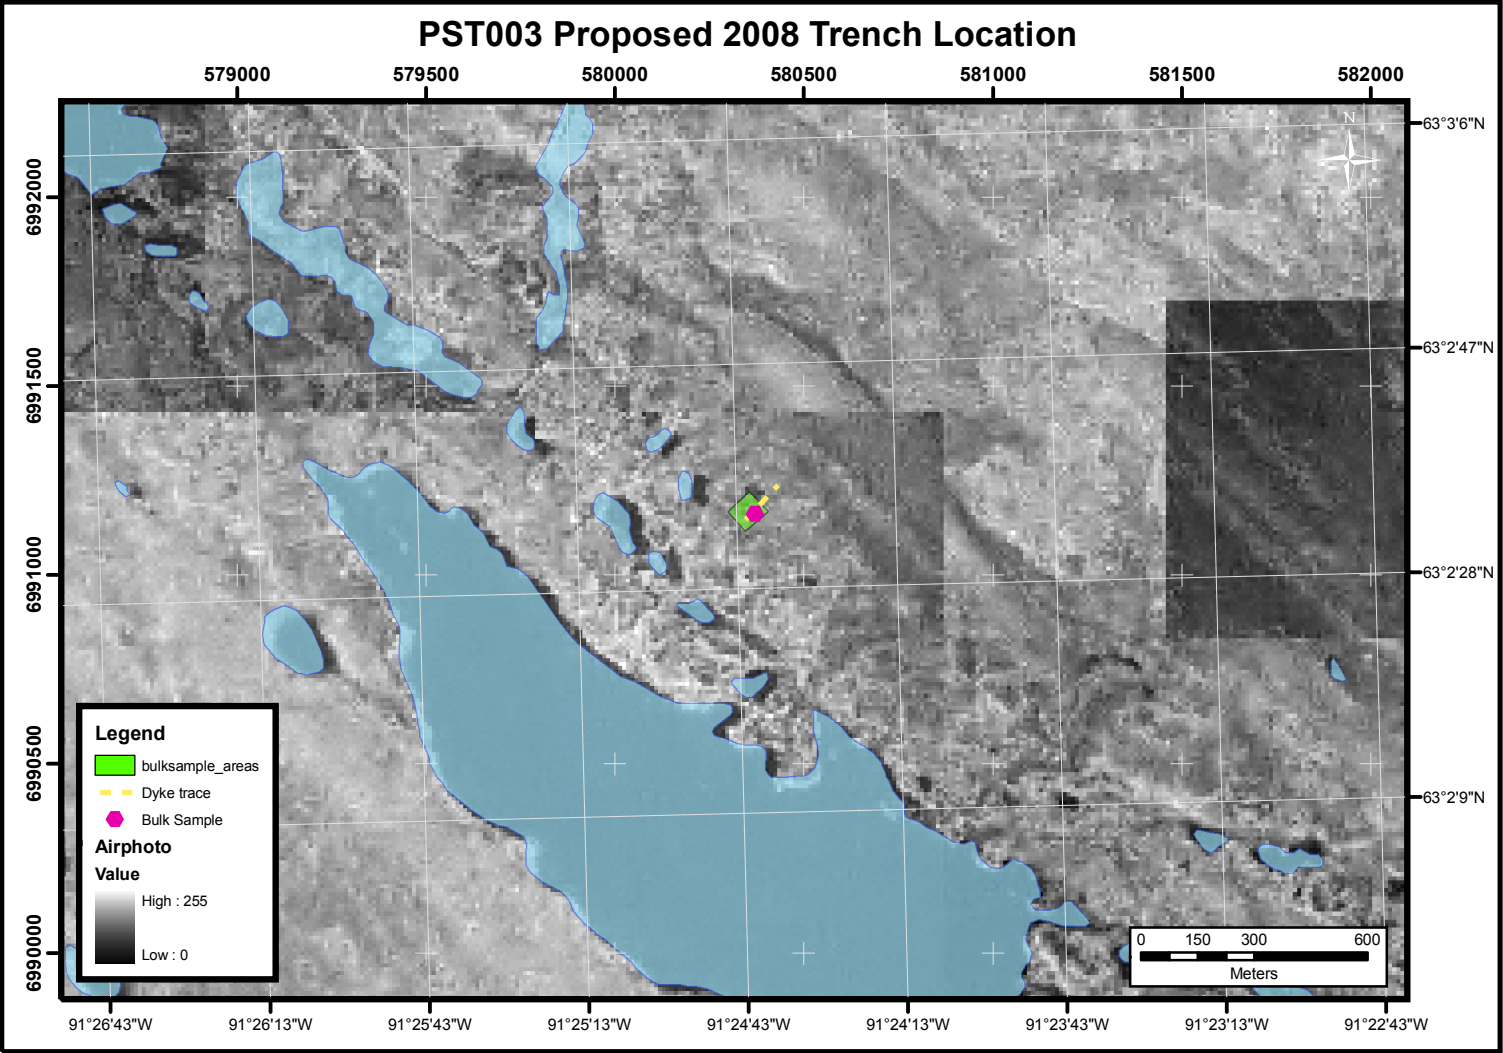 PST003 Proposed 2008 Trench Location
579000 579500 580000 580500 581000 581500 582000
N
63°3'6"N
6992000
63°2'47"N
6991500
63°2'28"N
6991000
63°2'9"N
6990500
6990000
Legend
bulksample_areas
Dyke trace
Bulk Sample
Airphoto
Value
High : 255
Low : 0
0 150 300 600
Meters
91°26'43"W 91°26'13"W 91°25'43"W 91°25'13"W 91°24'43"W 91°24'13"W 91°23'43"W 91°23'13"W 91°22'43"W